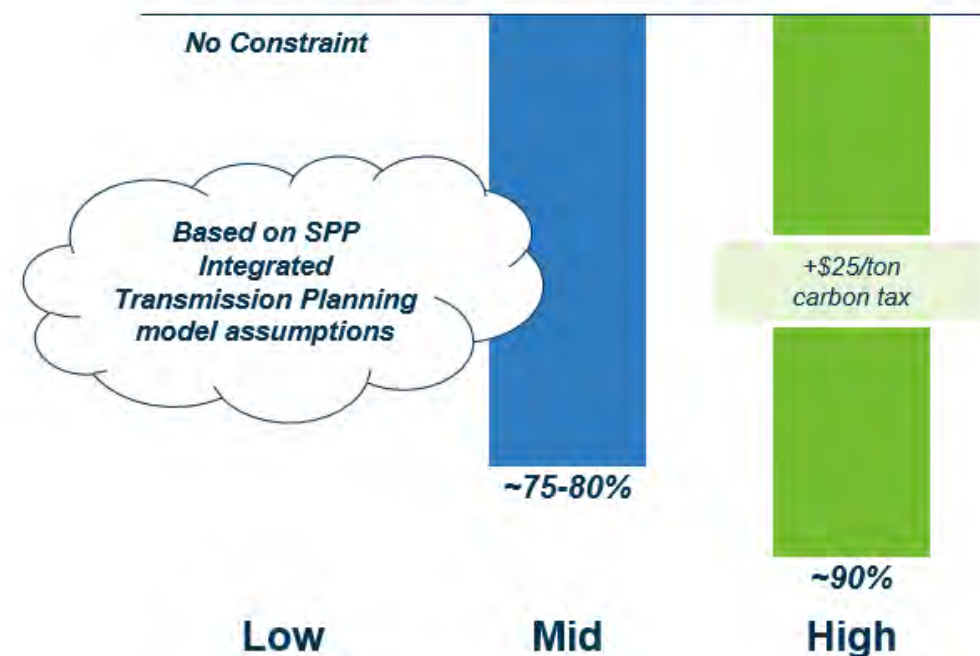 No Constraint
Based on SPP
Integrated
Transmission Planning
model assumptions
+$25/ton
carbon tax
~75-80%
~90%
Low
Mid
High